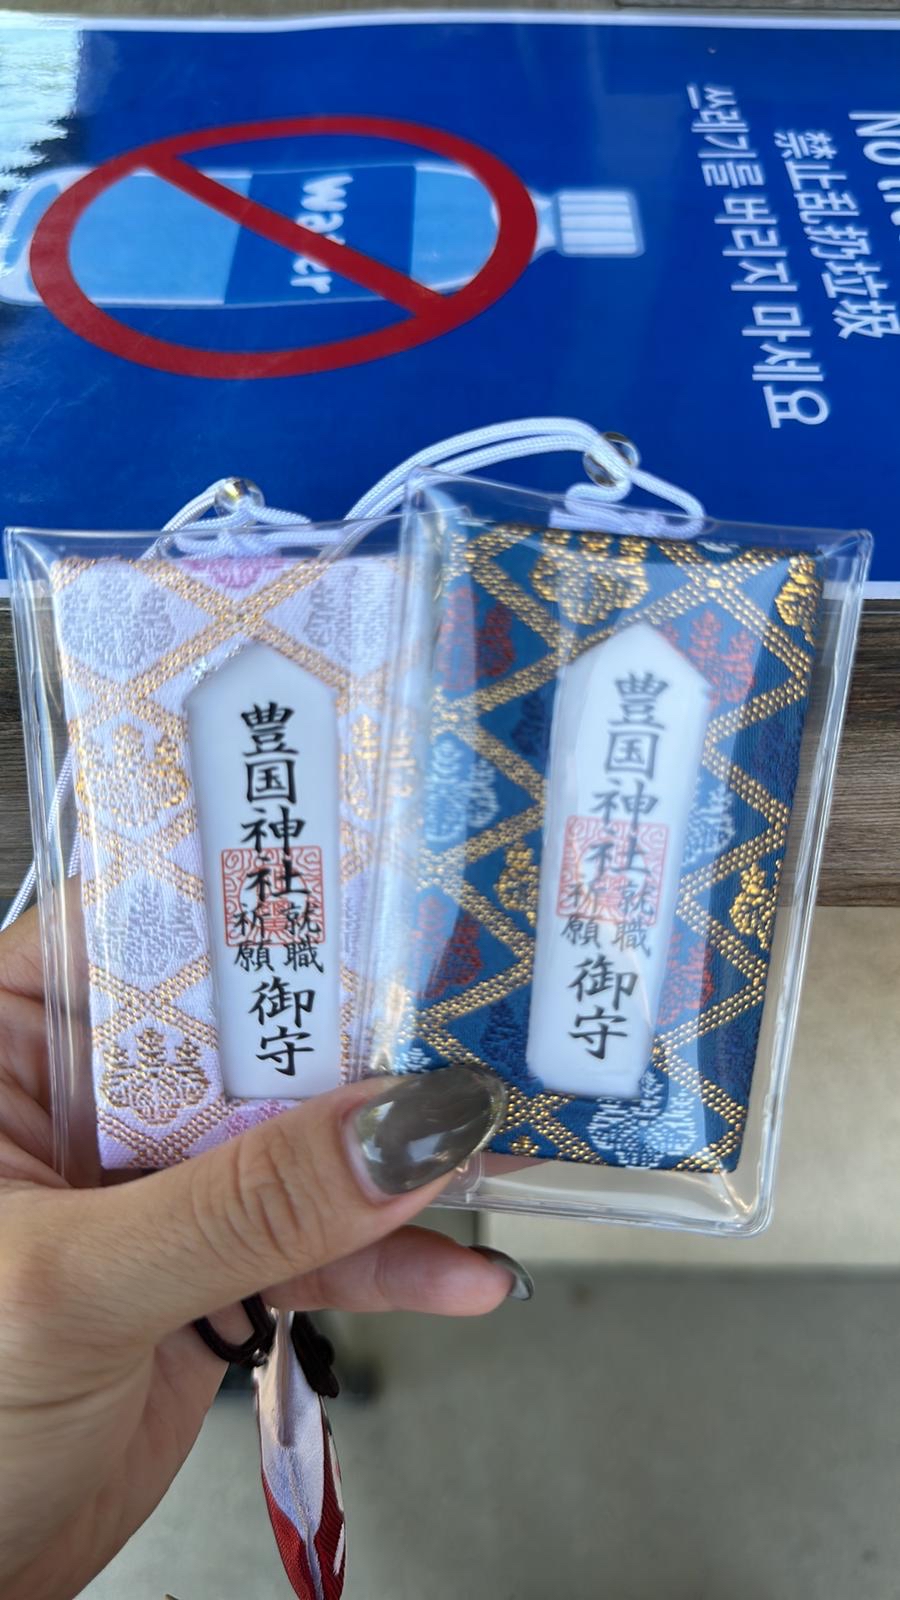 Water
禁止乱扔垃圾
쓰레기를 버리지 마세요
豊国神社
就職
祈願
御守
豊国神社
就職
祈願
御守